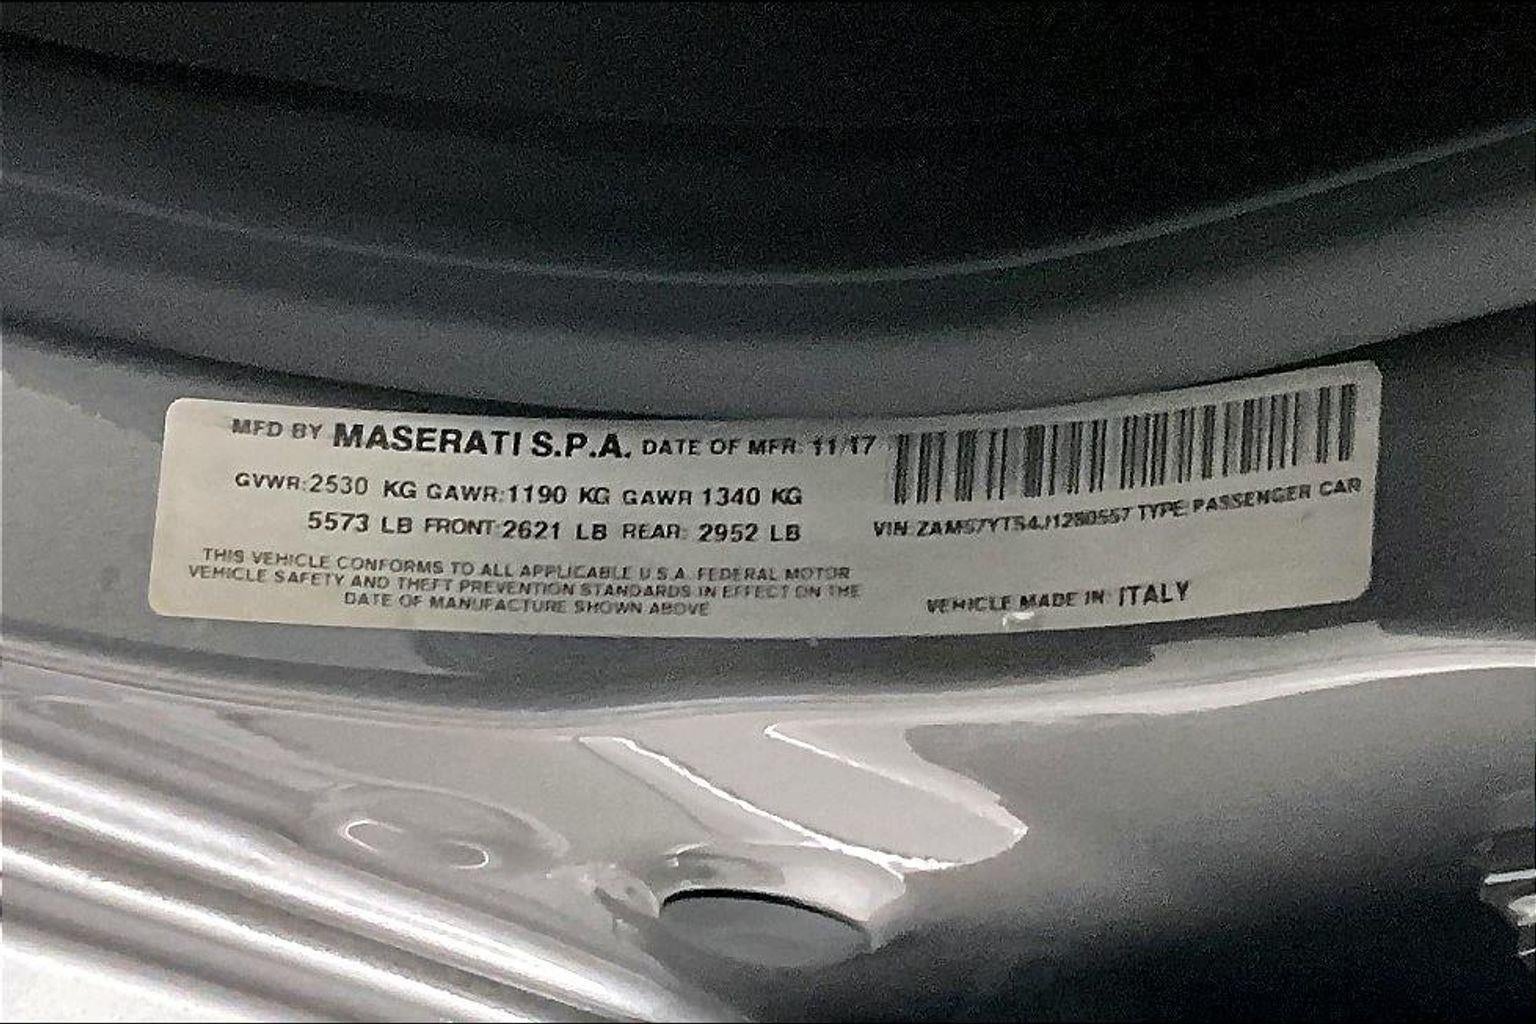 MFD BY MASERATI S.P.A. DATE OF MFR: 11/17
GVWR:2530 KG GAWR:1190 KG GAWR 1340 KG
5573 LB FRONT:2621 LB REAR: 2952 LB
THIS VEHICLE CONFORMS TO ALL APPLICABLE U.S.A. FEDERAL MOTOR
VEHICLE SAFETY AND THEFT PREVENTION STANDARDS IN EFFECT ON THE
DATE OF MANUFACTURE SHOWN ABOVE
VIN: TYPE: PASSENGER CAR
VEHICLE MADE IN: ITALY